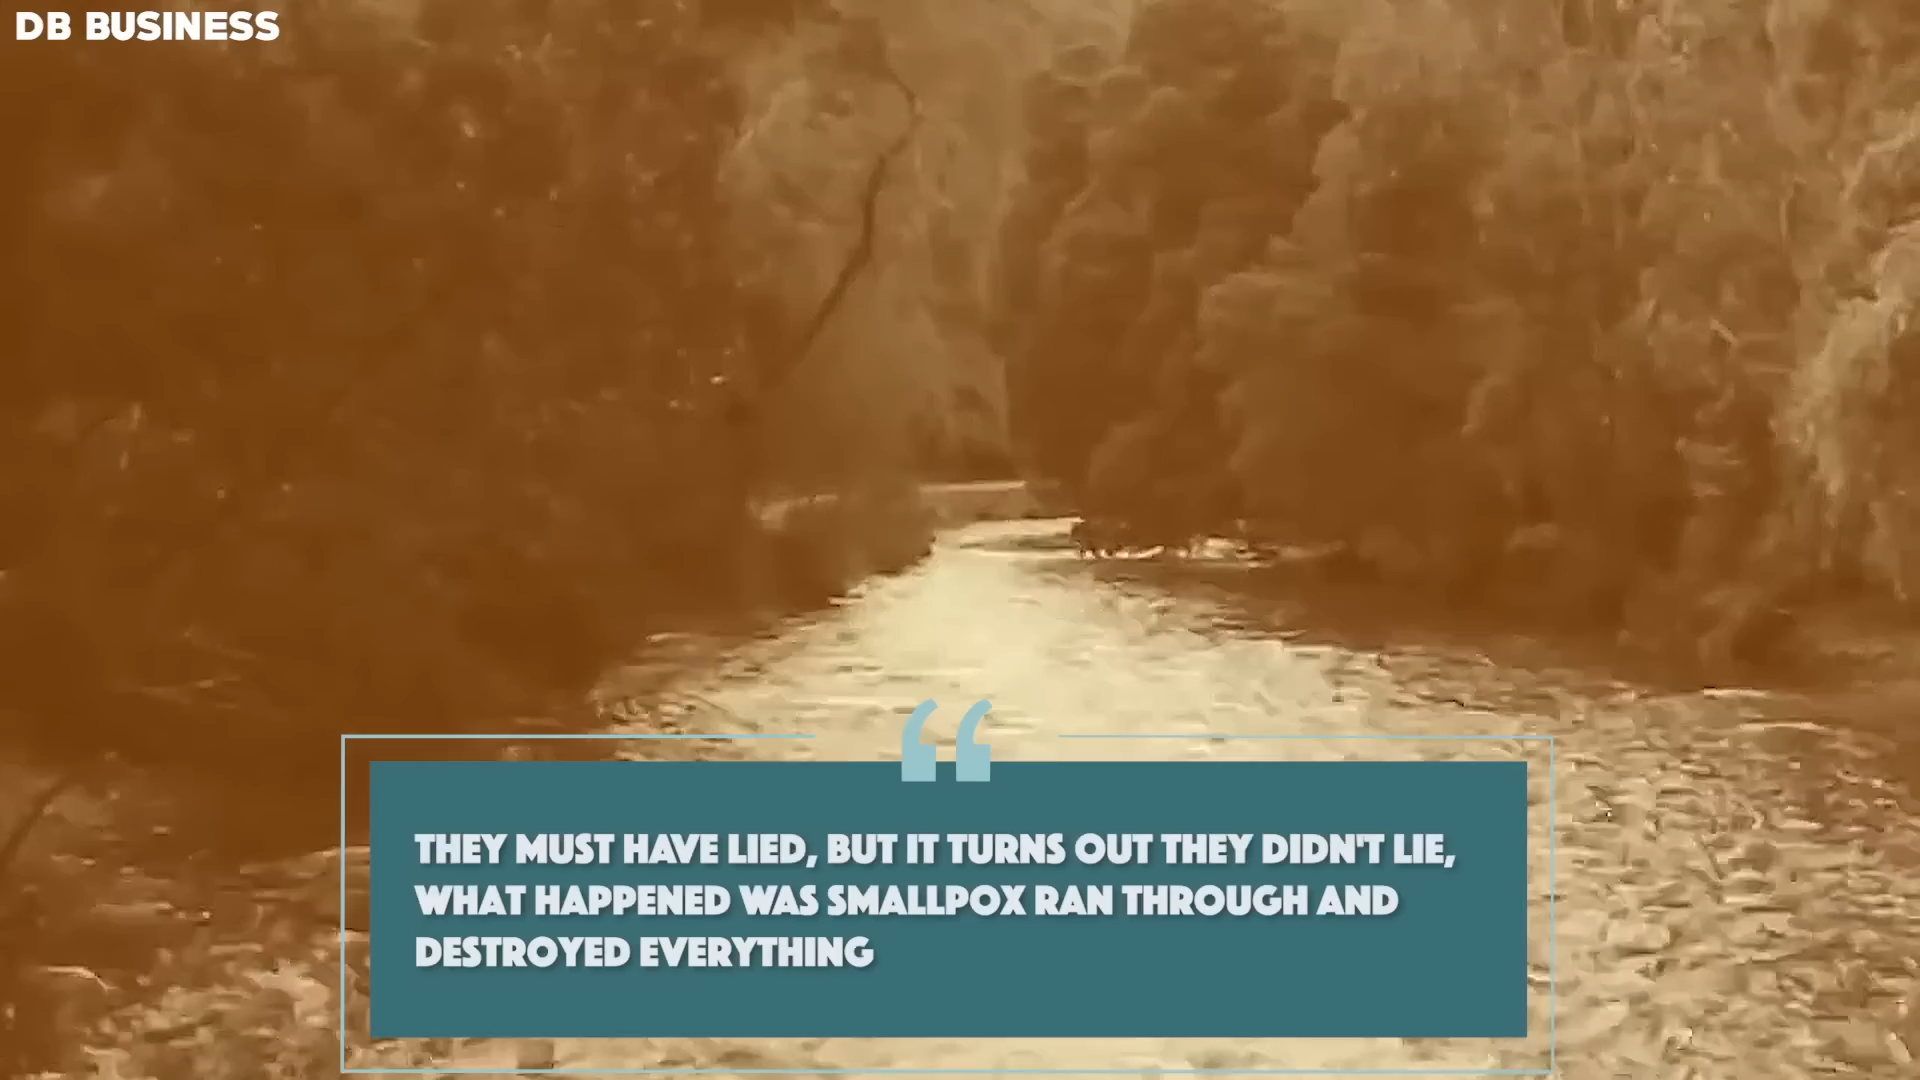 DB BUSINESS
THEY MUST HAVE LIED, BUT IT TURNS OUT THEY DIDN'T LIE,
WHAT HAPPENED WAS SMALLPOX RAN THROUGH AND
DESTROYED EVERYTHING